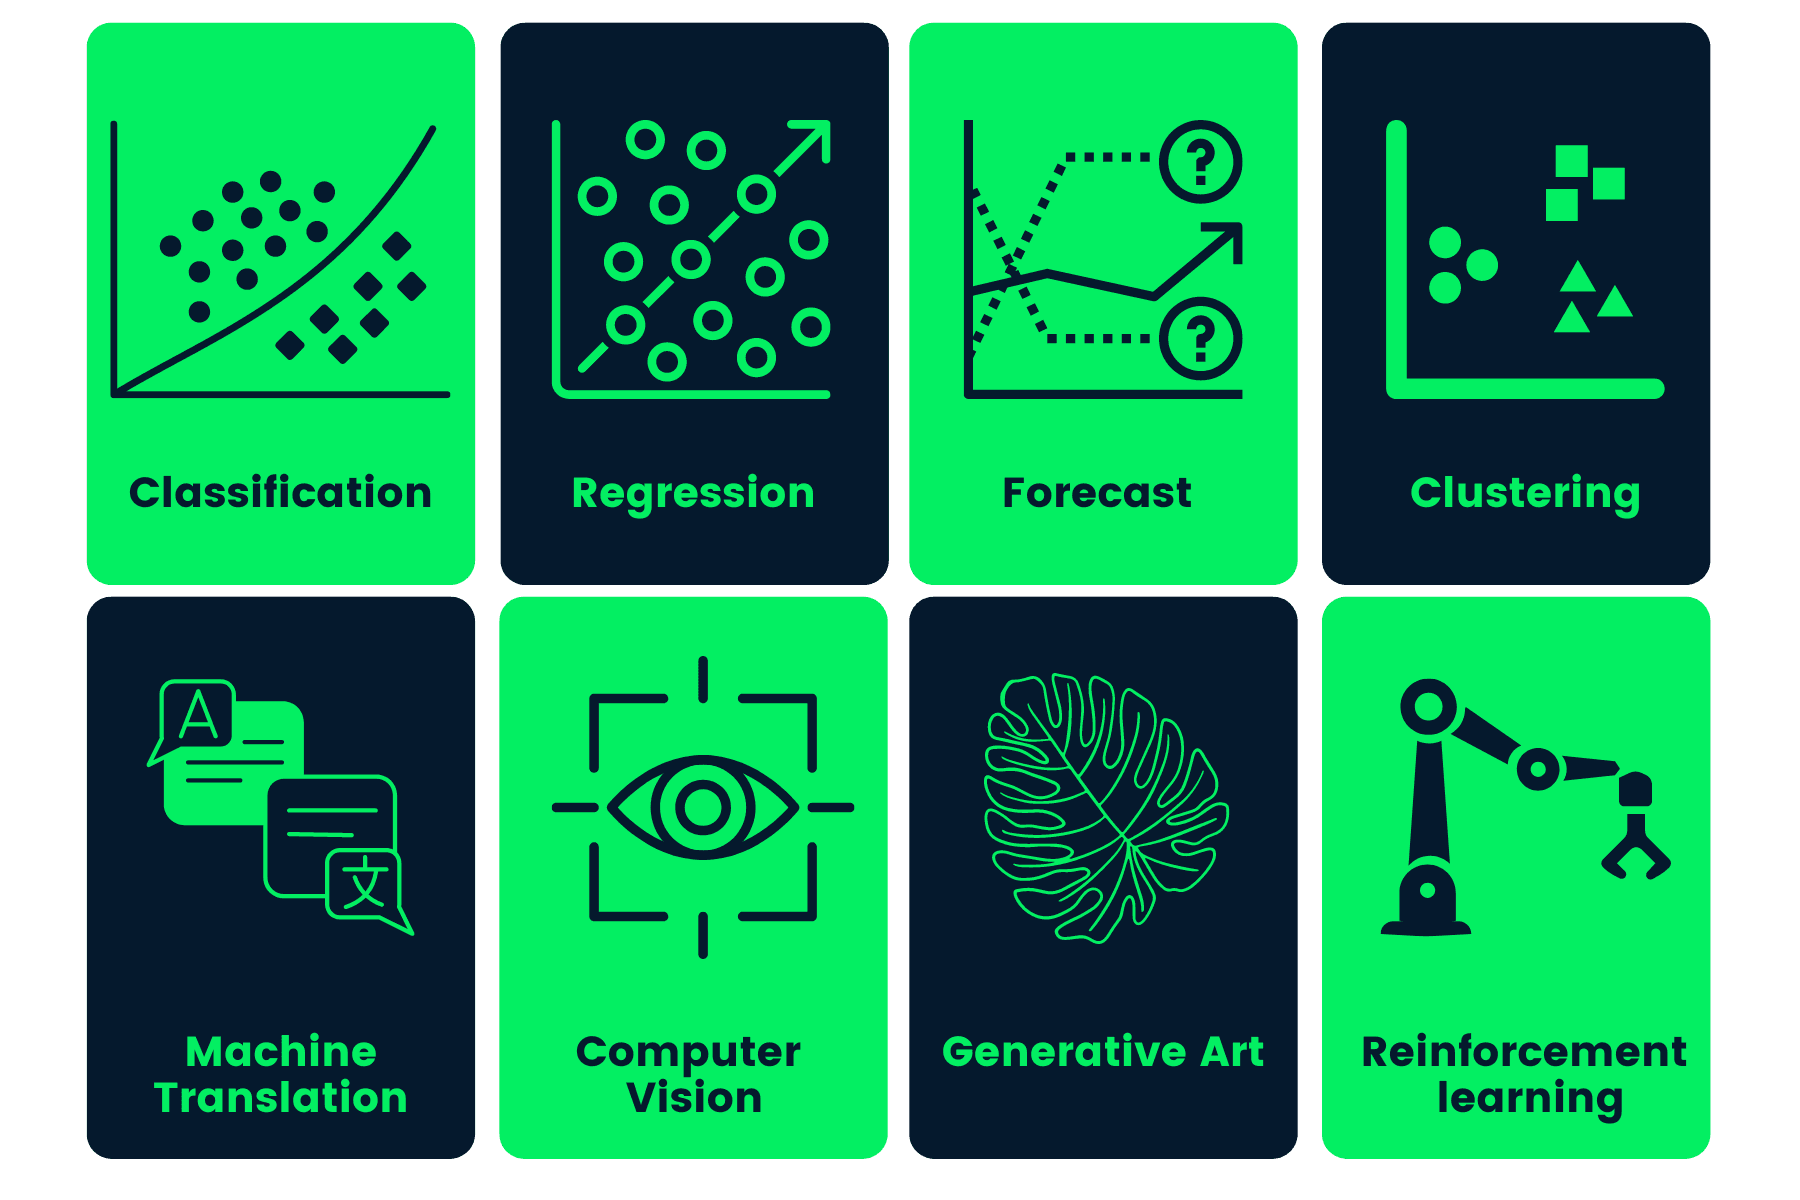 ?
?
Classification
Regression
Forecast
Clustering
A
文
Machine
Translation
Computer
Vision
Generative Art
Reinforcement
learning